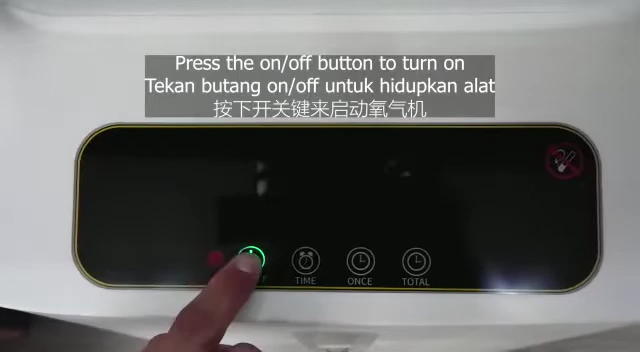 Press the on/off button to turn on
Tekan butang on/off untuk hidupkan alat
按下开关键来启动氧气机
TIME
ONCE
TOTAL